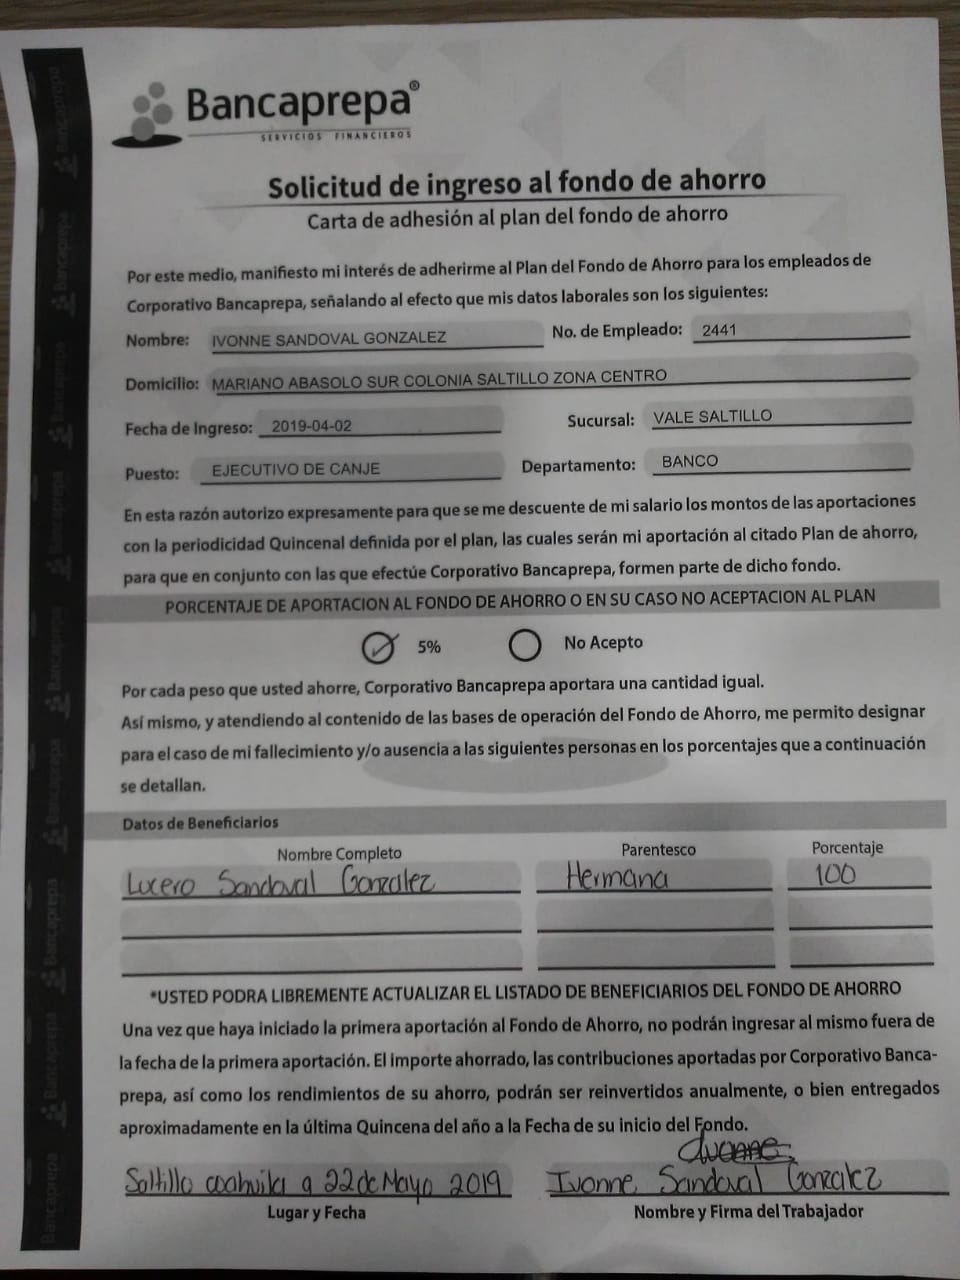 Bancaprepa®
SERVICIOS FINANCIEROS
Solicitud de ingreso al fondo de ahorro
Carta de adhesión al plan del fondo de ahorro
Por este medio, manifiesto mi interés de adherirme al Plan del Fondo de Ahorro para los empleados de
Corporativo Bancaprepa, señalando al efecto que mis datos laborales son los siguientes:
Nombre: IVONNE SANDOVAL GONZALEZ No. de Empleado: 2441
Domicilio: MARIANO ABASOLO SUR COLONIA SALTILLO ZONA CENTRO
Fecha de Ingreso: 2019-04-02 Sucursal: VALE SALTILLO
Puesto: EJECUTIVO DE CANJE Departamento: BANCO
En esta razón autorizo expresamente para que se me descuente de mi salario los montos de las aportaciones
con la periodicidad Quincenal definida por el plan, las cuales serán mi aportación al citado Plan de ahorro,
para que en conjunto con las que efectúe Corporativo Bancaprepa, formen parte de dicho fondo.
PORCENTAJE DE APORTACION AL FONDO DE AHORRO O EN SU CASO NO ACEPTACION AL PLAN
5% No Acepto
Por cada peso que usted ahorre, Corporativo Bancaprepa aportara una cantidad igual.
Así mismo, y atendiendo al contenido de las bases de operación del Fondo de Ahorro, me permito designar
para el caso de mi fallecimiento y/o ausencia a las siguientes personas en los porcentajes que a continuación
se detallan.
Datos de Beneficiarios
Nombre Completo Parentesco Porcentaje
Lucero Sandoval Gonzalez Hermana 100
*USTED PODRA LIBREMENTE ACTUALIZAR EL LISTADO DE BENEFICIARIOS DEL FONDO DE AHORRO
Una vez que haya iniciado la primera aportación al Fondo de Ahorro, no podrán ingresar al mismo fuera de
la fecha de la primera aportación. El importe ahorrado, las contribuciones aportadas por Corporativo Banca-
prepa, así como los rendimientos de su ahorro, podrán ser reinvertidos anualmente, o bien entregados
aproximadamente en la última Quincena del año a la Fecha de su inicio del Fondo.
Ivonne
Saltillo coahuila a 22 de Mayo 2019 Ivonne Sandoval Gonzalez
Lugar y Fecha Nombre y Firma del Trabajador